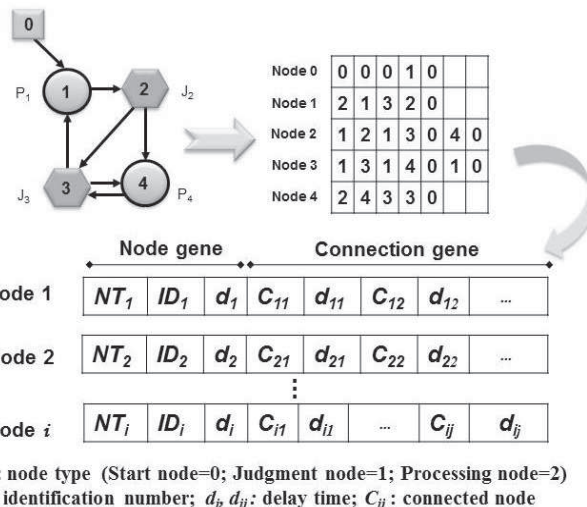 0
1
2
3
4
P1
J2
J3
P4
Node 0 0 0 0 1 0
Node 1 2 1 3 2 0
Node 2 1 2 1 3 0 4 0
Node 3 1 3 1 4 0 1 0
Node 4 2 4 3 3 0
Node gene Connection gene
ode 1 NT1 ID1 d1 C11 d11 C12 d12 ...
ode 2 NT2 ID2 d2 C21 d21 C22 d22 ...
⋮
ode i NTi IDi di Ci1 di1 ... Cij dij
: node type (Start node=0; Judgment node=1; Processing node=2)
identification number; di, dij: delay time; Cij: connected node